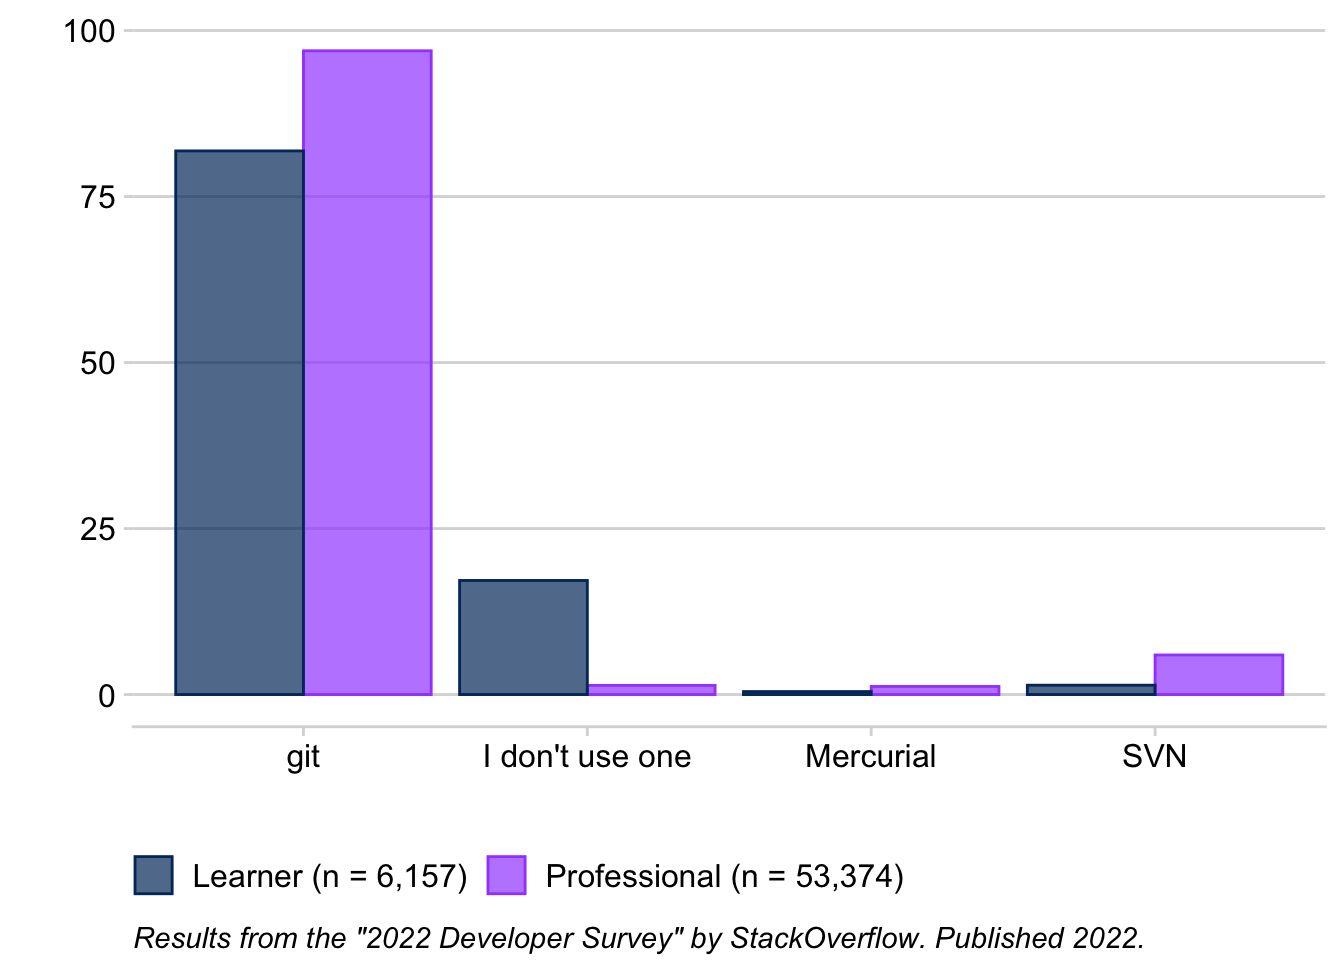 100
75
50
25
0
git
I don't use one
Mercurial
SVN
Learner (n = 6,157)
Professional (n = 53,374)
Results from the "2022 Developer Survey" by StackOverflow. Published 2022.